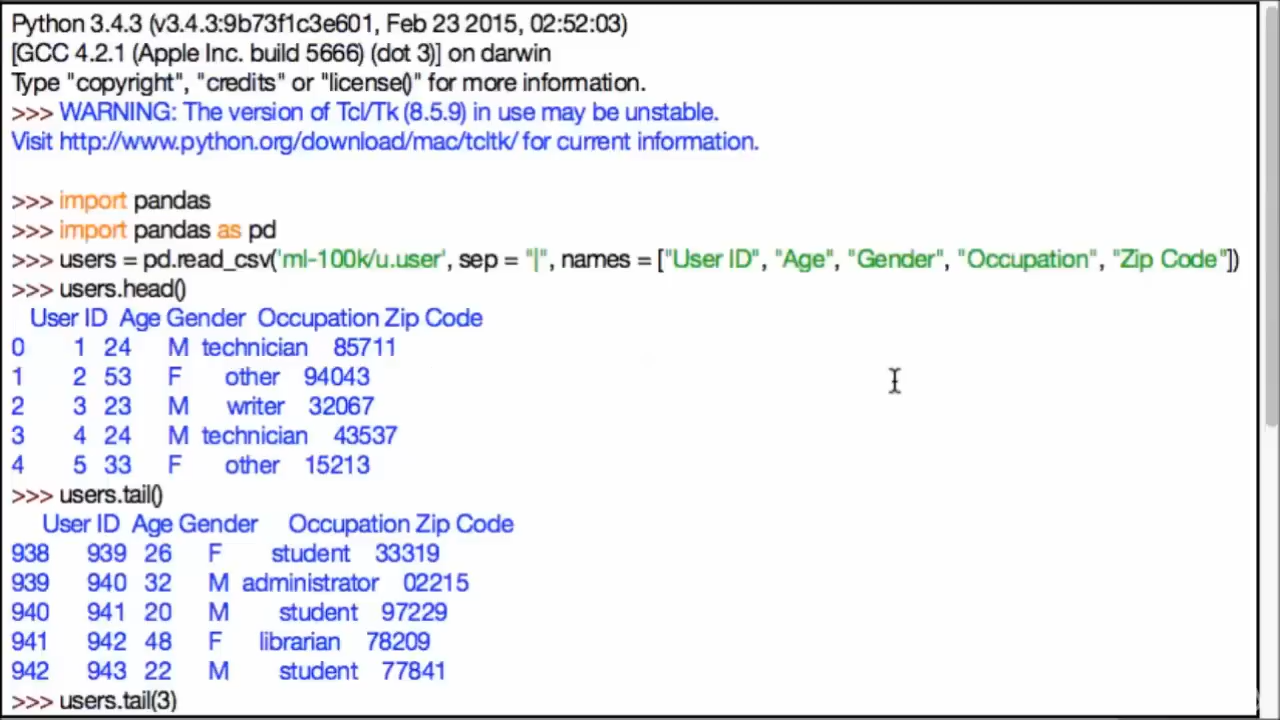 Python 3.4.3 (v3.4.3:9b73f1c3e601, Feb 23 2015, 02:52:03)
[GCC 4.2.1 (Apple Inc. build 5666) (dot 3)] on darwin
Type "copyright", "credits" or "license()" for more information.
>>> WARNING: The version of Tcl/Tk (8.5.9) in use may be unstable.
Visit http://www.python.org/download/mac/tcltk/ for current information.
>>> import pandas
>>> import pandas as pd
>>> users = pd.read_csv('ml-100k/u.user', sep = "|", names = ["User ID", "Age", "Gender", "Occupation", "Zip Code"])
>>> users.head()
User ID Age Gender Occupation Zip Code
0 1 24 M technician 85711
1 2 53 F other 94043
2 3 23 M writer 32067
3 4 24 M technician 43537
4 5 33 F other 15213
>>> users.tail()
User ID Age Gender Occupation Zip Code
938 939 26 F student 33319
939 940 32 M administrator 02215
940 941 20 M student 97229
941 942 48 F librarian 78209
942 943 22 M student 77841
>>> users.tail(3)